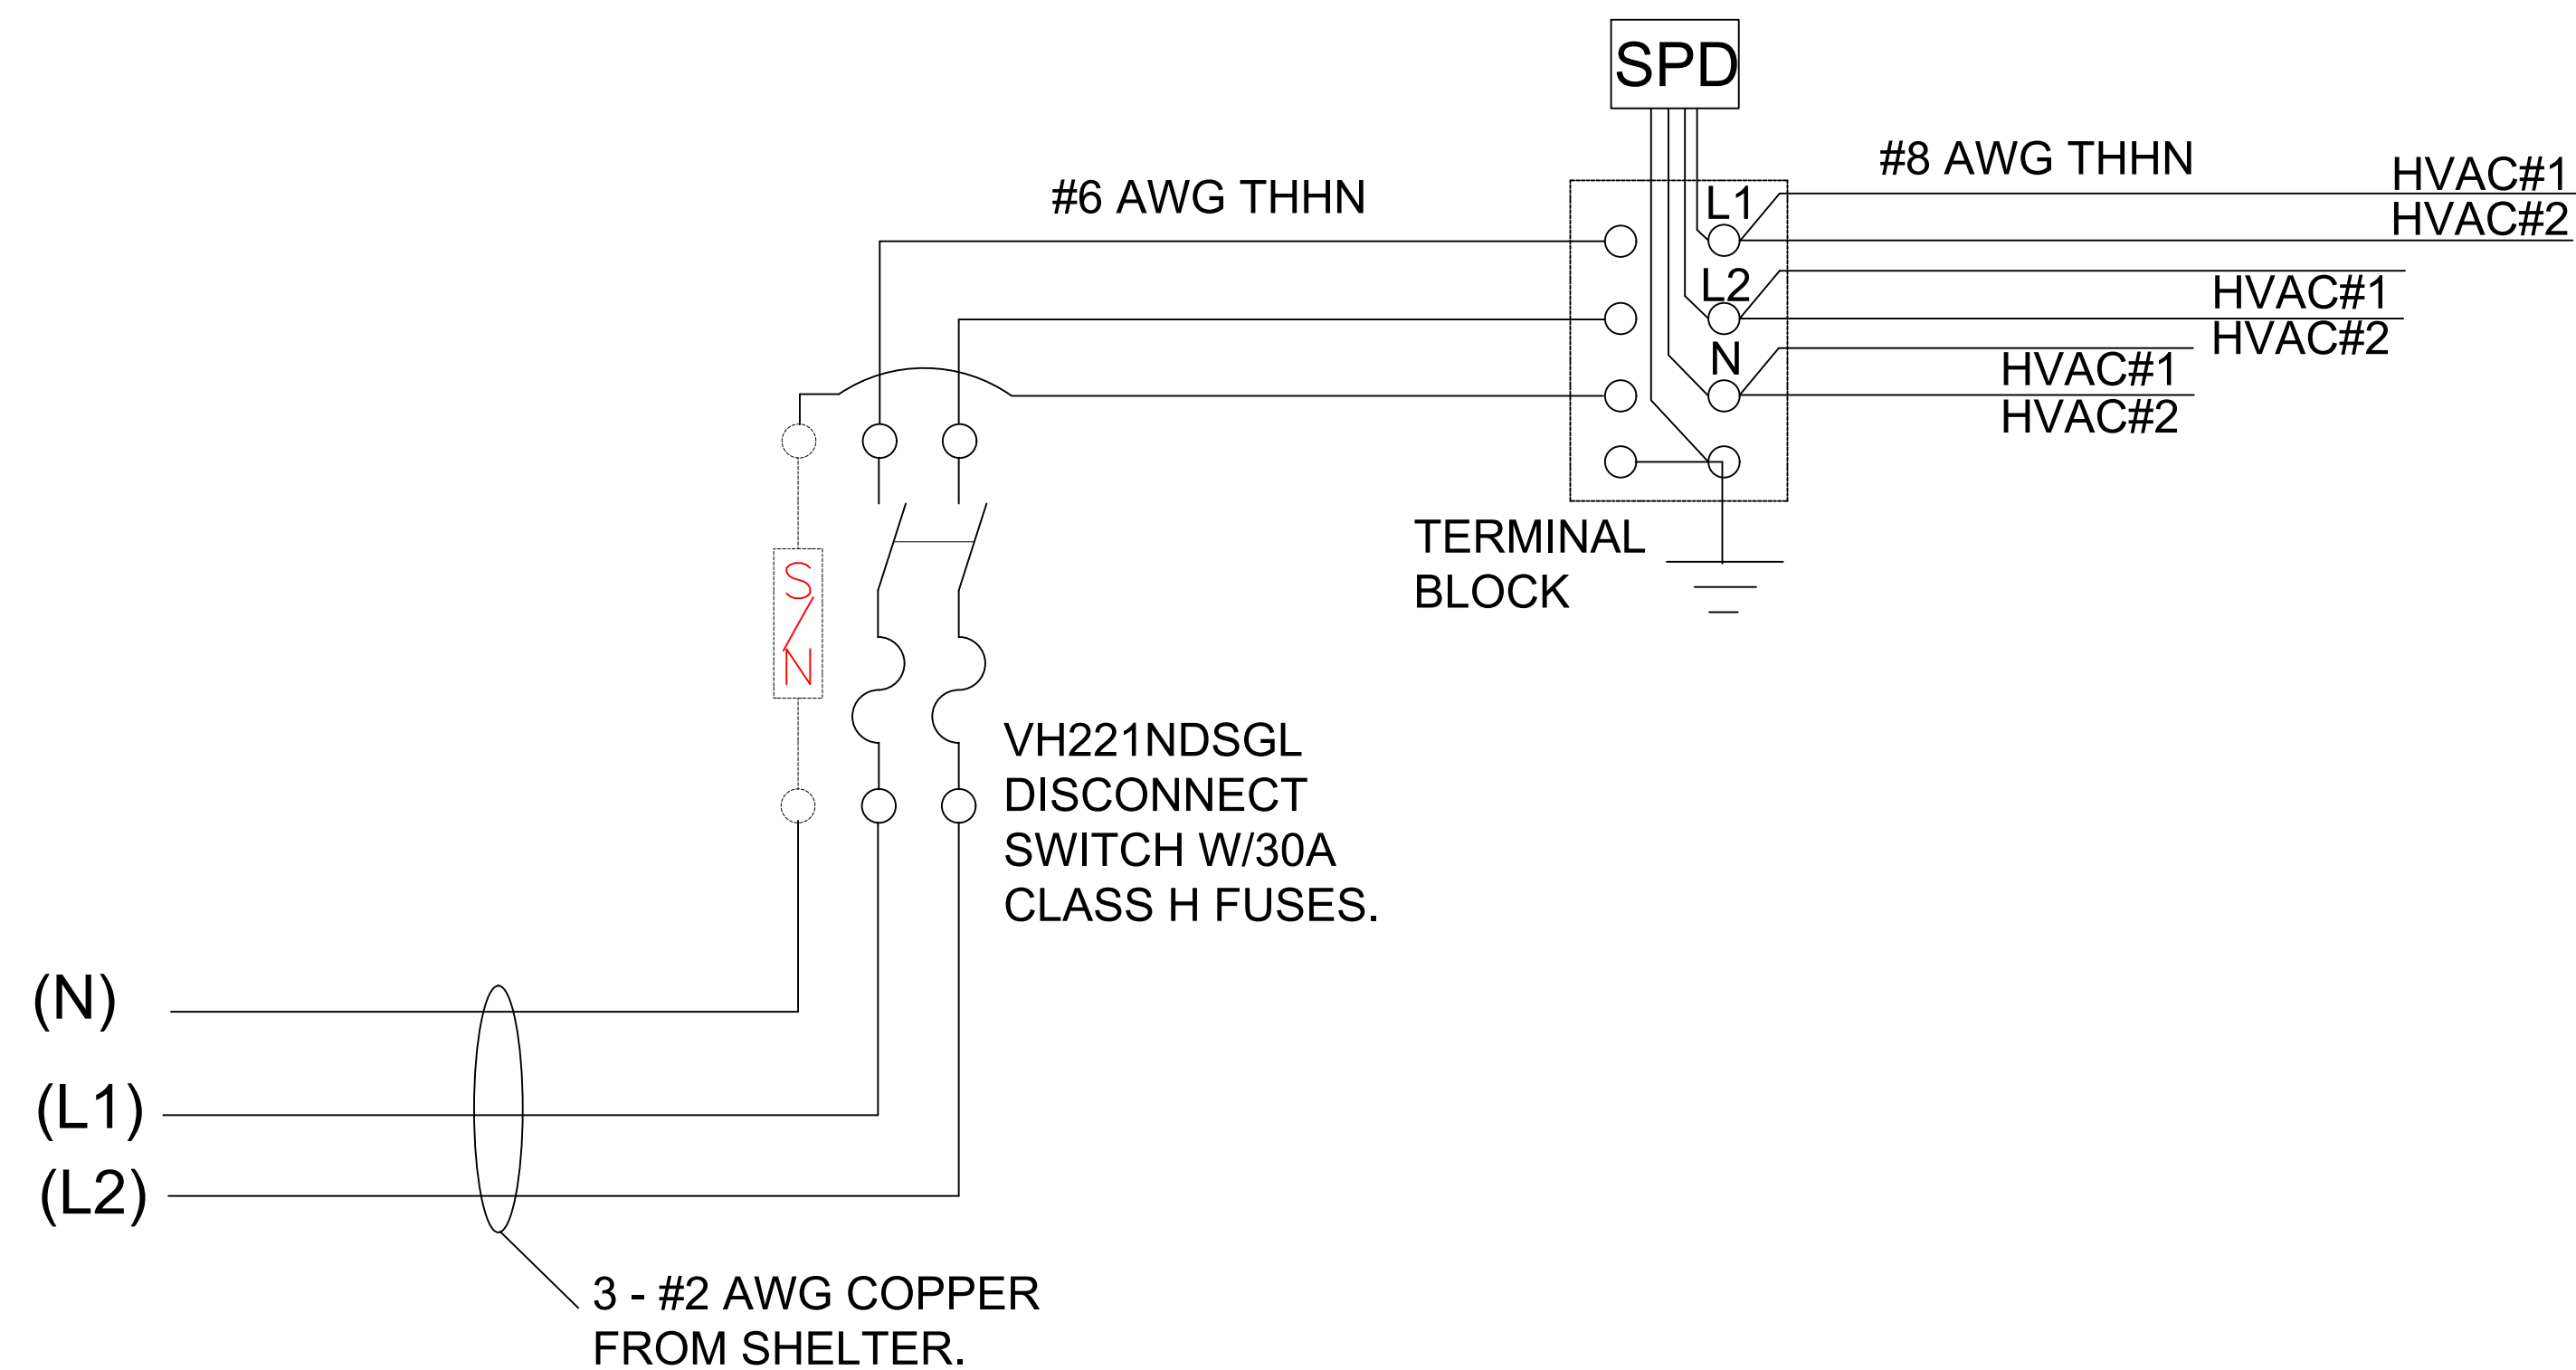 SPD
#8 AWG THHN
HVAC#1
#6 AWG THHN
L1
HVAC#2
L2
HVAC#1
HVAC#2
N
HVAC#1
HVAC#2
TERMINAL
BLOCK
S/N
VH221NDSGL
DISCONNECT
SWITCH W/30A
CLASS H FUSES.
(N)
(L1)
(L2)
3 - #2 AWG COPPER
FROM SHELTER.